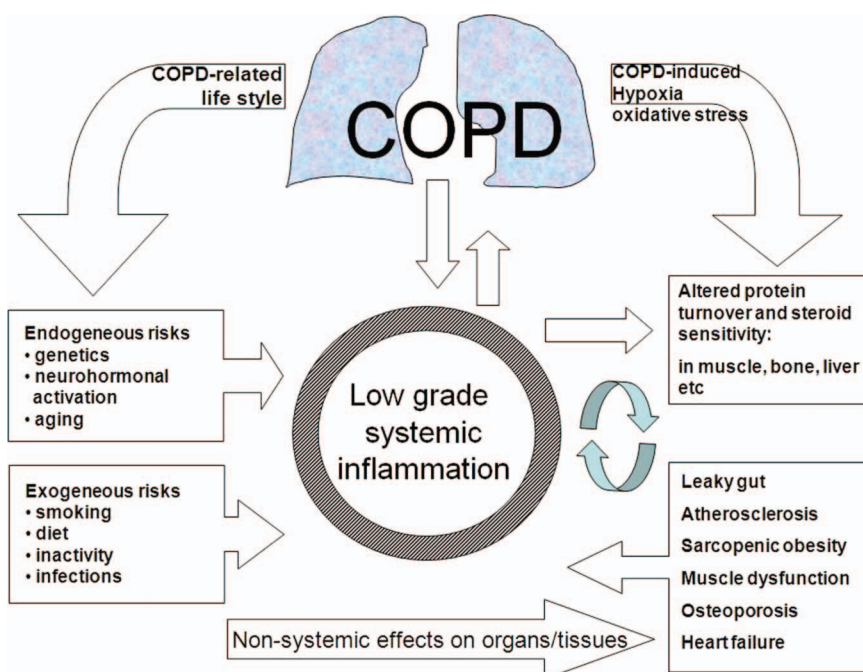 COPD-related
life style
COPD
COPD-induced
Hypoxia
oxidative stress
Endogeneous risks
• genetics
• neurohormonal
activation
• aging
Exogeneous risks
• smoking
• diet
• inactivity
• infections
Low grade
systemic
inflammation
Altered protein
turnover and steroid
sensitivity:
in muscle, bone, liver
etc
Leaky gut
Atherosclerosis
Sarcopenic obesity
Muscle dysfunction
Osteoporosis
Heart failure
Non-systemic effects on organs/tissues